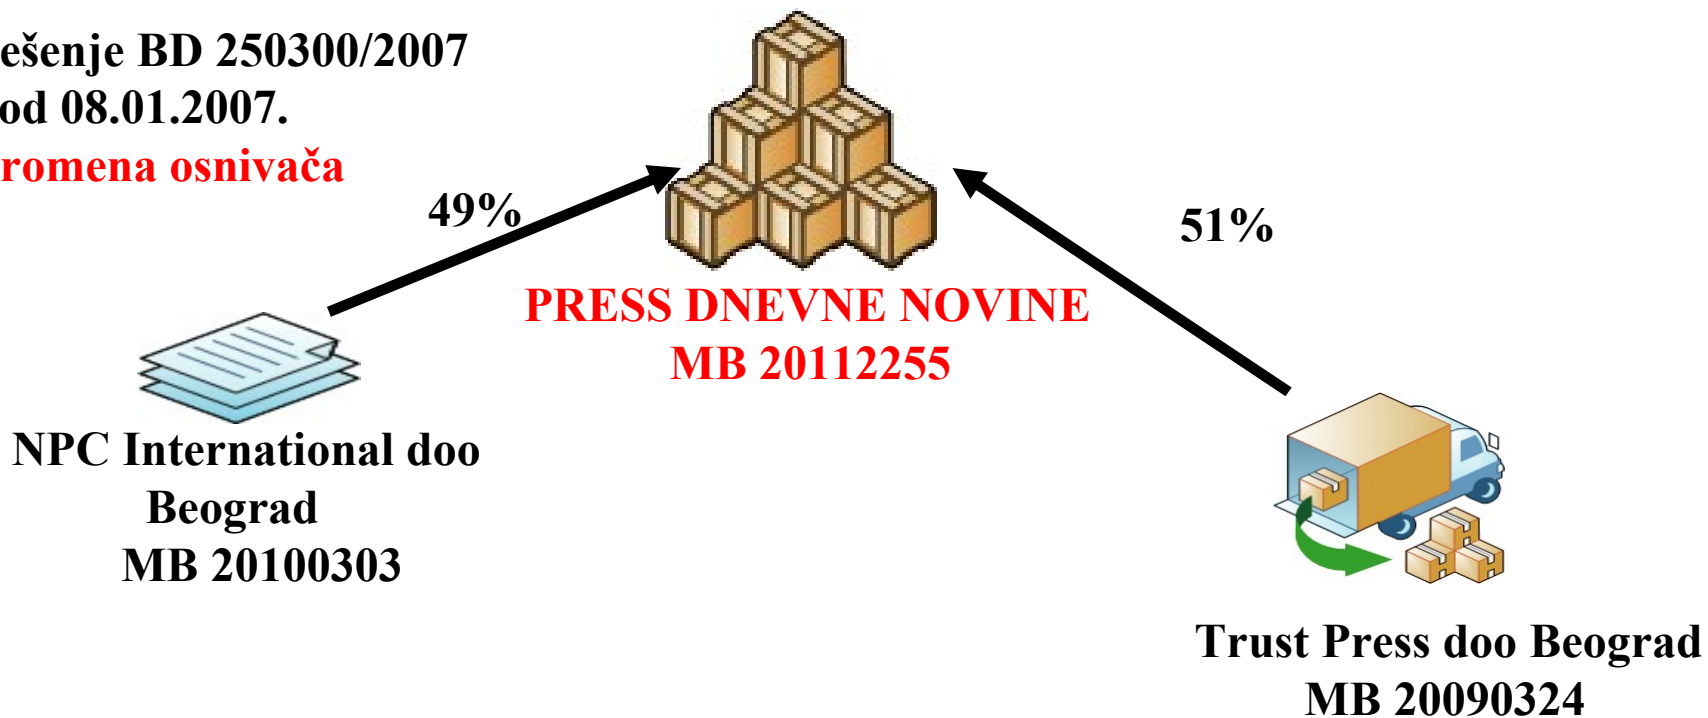 ešenje BD 250300/2007
od 08.01.2007.
romena osnivača
49%
51%
PRESS DNEVNE NOVINE
MB 20112255
NPC International doo
Beograd
MB 20100303
Trust Press doo Beograd
MB 20090324